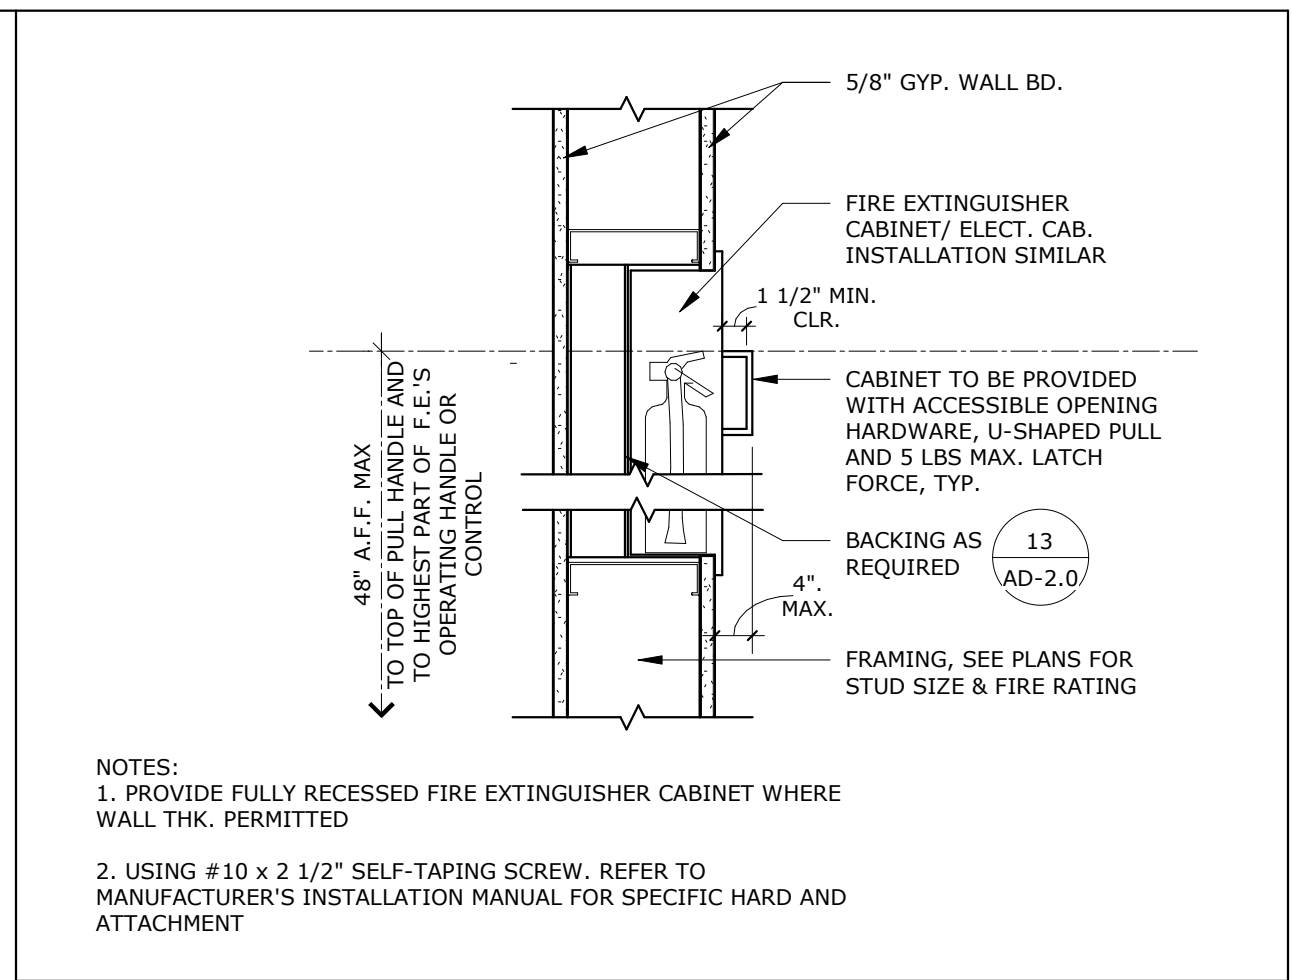 5/8" GYP. WALL BD.
FIRE EXTINGUISHER
CABINET/ ELECT. CAB.
INSTALLATION SIMILAR
1 1/2" MIN.
CLR.
CABINET TO BE PROVIDED
WITH ACCESSIBLE OPENING
HARDWARE, U-SHAPED PULL
AND 5 LBS MAX. LATCH
FORCE, TYP.
48" A.F.F. MAX
TO TOP OF PULL HANDLE AND
TO HIGHEST PART OF F.E.'S
OPERATING HANDLE OR
CONTROL
BACKING AS
REQUIRED
13
AD-2.0
4".
MAX.
FRAMING, SEE PLANS FOR
STUD SIZE & FIRE RATING
NOTES:
1. PROVIDE FULLY RECESSED FIRE EXTINGUISHER CABINET WHERE
WALL THK. PERMITTED
2. USING #10 x 2 1/2" SELF-TAPING SCREW. REFER TO
MANUFACTURER'S INSTALLATION MANUAL FOR SPECIFIC HARD AND
ATTACHMENT